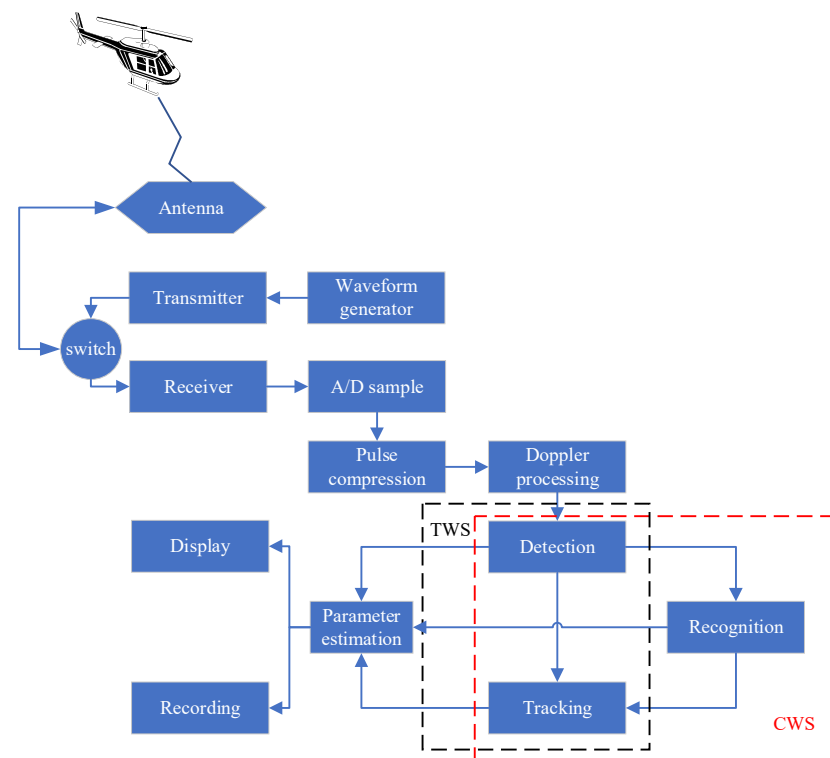 Antenna
Transmitter
Waveform
generator
switch
Receiver
A/D sample
Pulse
compression
Doppler
processing
TWS
Display
Detection
Parameter
estimation
Recognition
Recording
Tracking
CWS